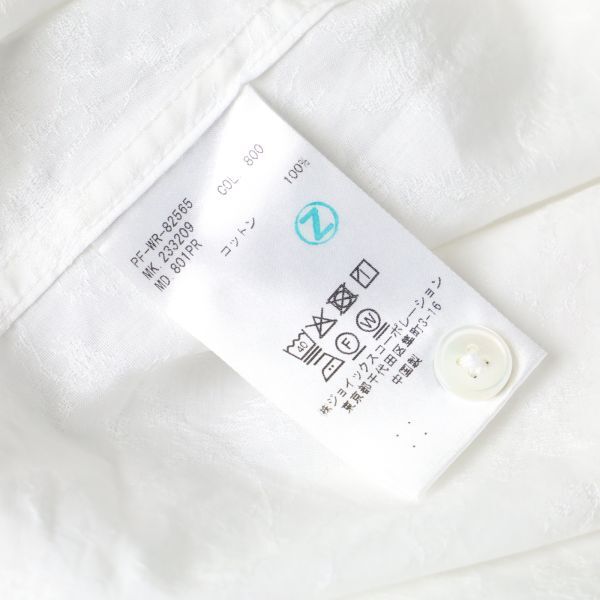 PF-WR-82565 COL. 800
MK. 233209
MD. 801PR
コットン 100%
Z
40
F W
株ジョイックスコーポレーション
東京都千代田区麹町3-16
中国製